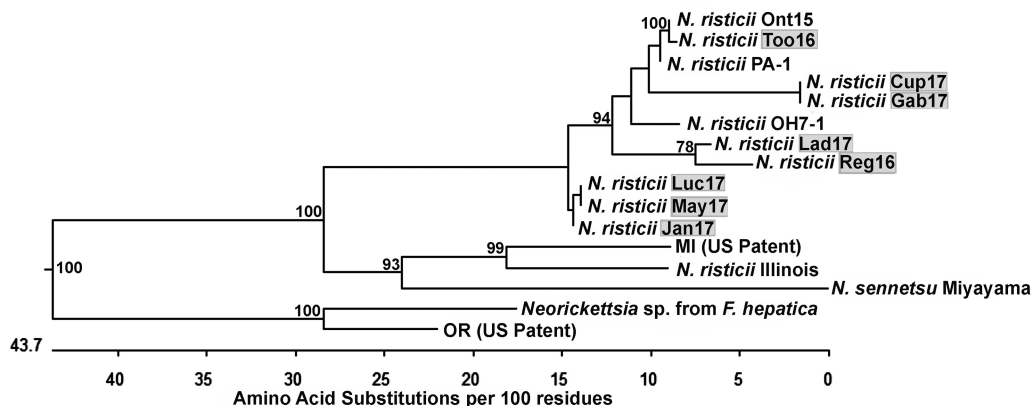 100
N. risticii Ont15
N. risticii Too16
N. risticii PA-1
N. risticii Cup17
N. risticii Gab17
94
N. risticii OH7-1
78
N. risticii Lad17
N. risticii Reg16
N. risticii Luc17
N. risticii May17
N. risticii Jan17
100
99
MI (US Patent)
93
N. risticii Illinois
100
N. sennetsu Miyayama
100
Neorickettsia sp. from F. hepatica
OR (US Patent)
43.7
40 35 30 25 20 15 10 5 0
Amino Acid Substitutions per 100 residues